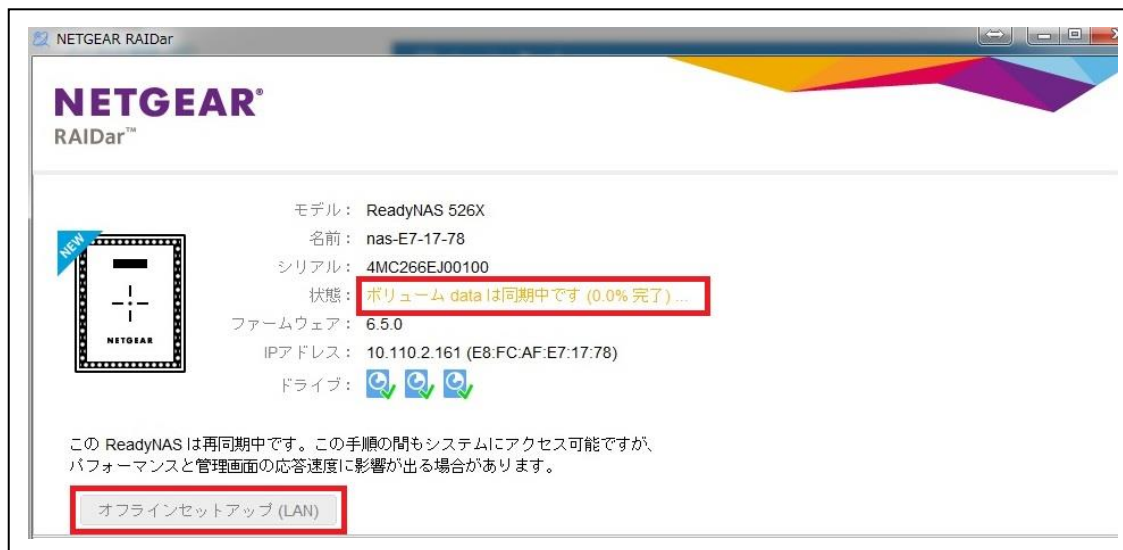 NETGEAR RAIDar
NETGEAR®
RAIDar™
NEW
NETGEAR
モデル： ReadyNAS 526X
名前： nas-E7-17-78
シリアル： 4MC266EJ00100
状態： ボリューム data は同期中です (0.0% 完了) ...
ファームウェア： 6.5.0
IPアドレス： 10.110.2.161 (E8:FC:AF:E7:17:78)
ドライブ：
この ReadyNAS は再同期中です。この手順の間もシステムにアクセス可能ですが、
パフォーマンスと管理画面の応答速度に影響が出る場合があります。
オフラインセットアップ (LAN)